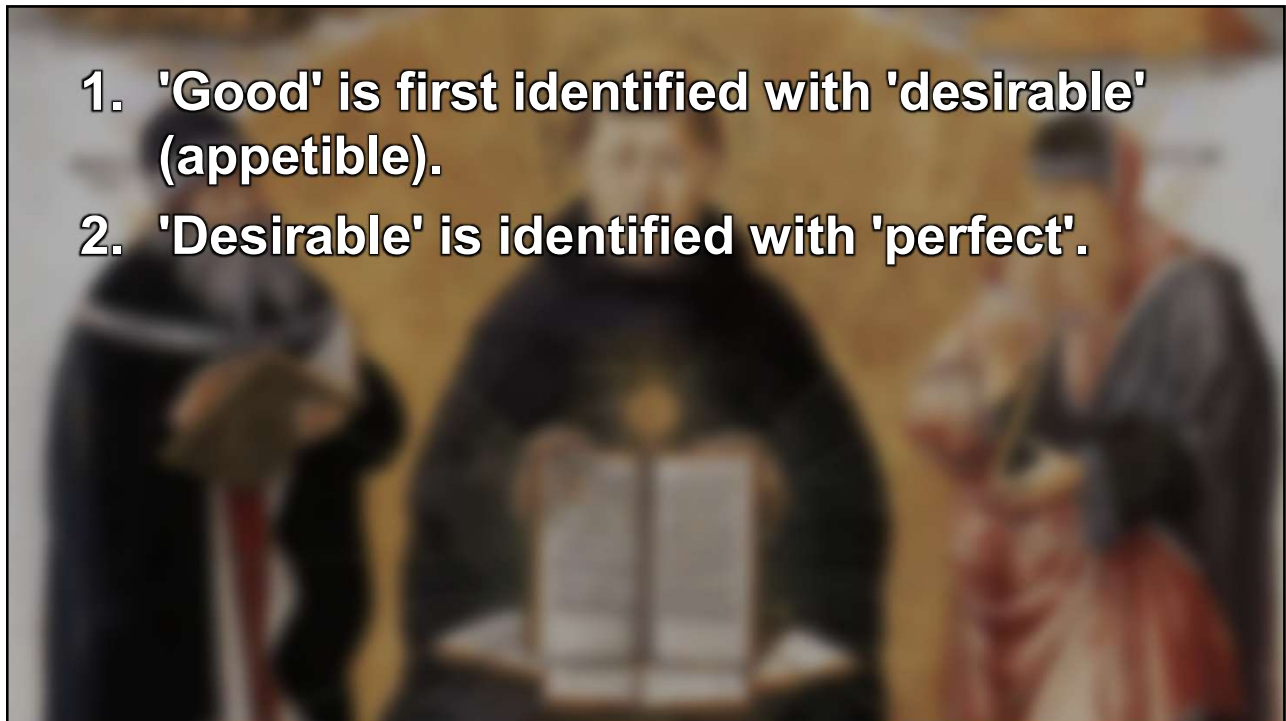 1. 'Good' is first identified with 'desirable'
(appetible).
2. 'Desirable' is identified with 'perfect'.